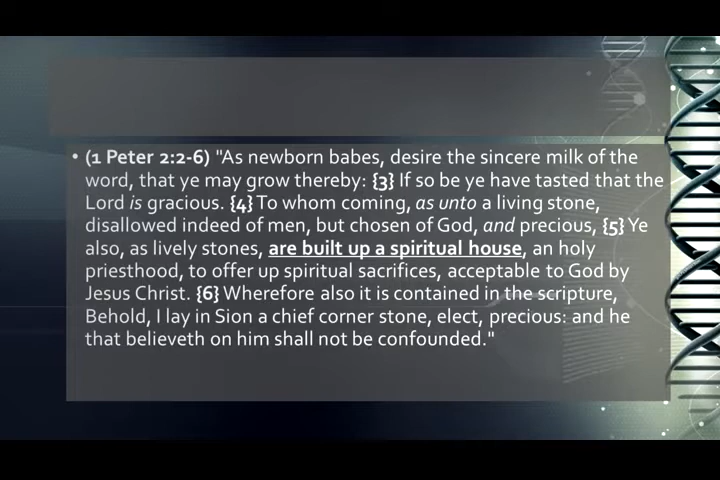 • (1 Peter 2:2-6) "As newborn babes, desire the sincere milk of the
word, that ye may grow thereby: {3} If so be ye have tasted that the
Lord is gracious. {4} To whom coming, as unto a living stone,
disallowed indeed of men, but chosen of God, and precious, {5} Ye
also, as lively stones, are built up a spiritual house, an holy
priesthood, to offer up spiritual sacrifices, acceptable to God by
Jesus Christ. {6} Wherefore also it is contained in the scripture,
Behold, I lay in Sion a chief corner stone, elect, precious: and he
that believeth on him shall not be confounded."